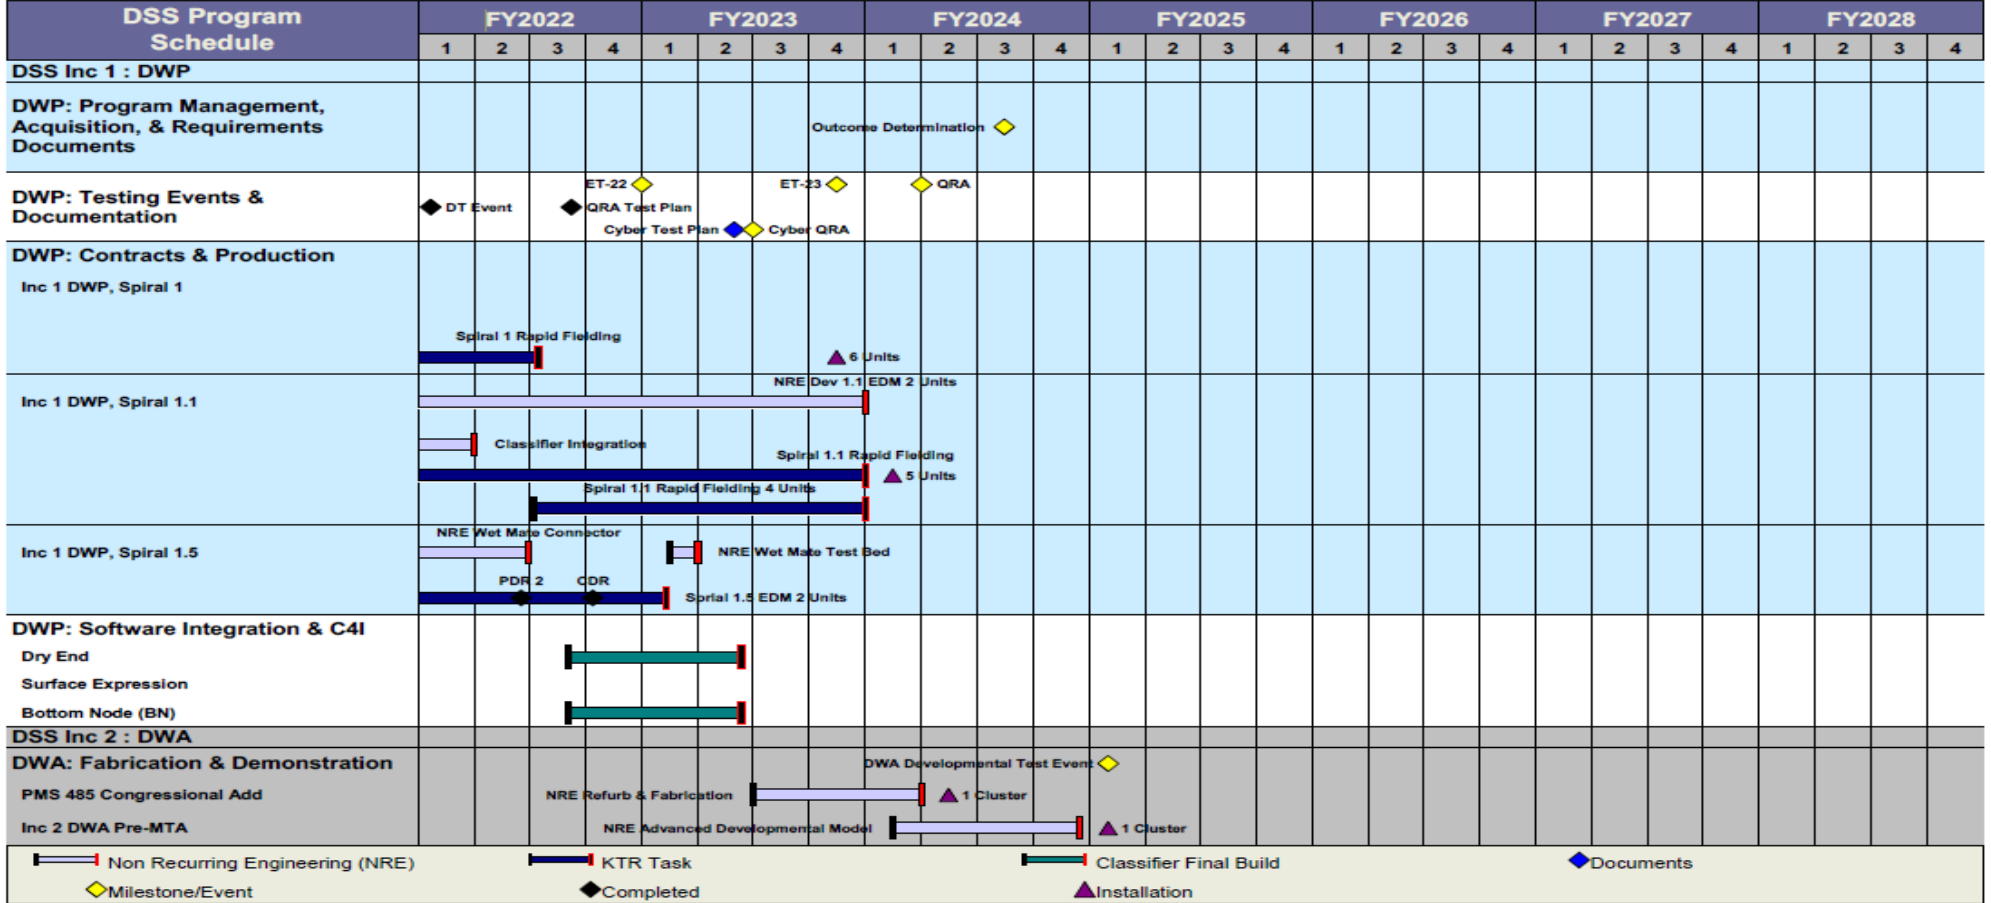 DSS Program
Schedule
FY2022 FY2023 FY2024 FY2025 FY2026 FY2027 FY2028
1 2 3 4 1 2 3 4 1 2 3 4 1 2 3 4 1 2 3 4 1 2 3 4 1 2 3 4
DSS Inc 1 : DWP
DWP: Program Management,
Acquisition, & Requirements
Documents
Outcome Determination
DWP: Testing Events &
Documentation
ET-22 ET-23 QRA
DT Event QRA Test Plan
Cyber Test Plan Cyber QRA
DWP: Contracts & Production
Inc 1 DWP, Spiral 1
Spiral 1 Rapid Fielding
6 Units
Inc 1 DWP, Spiral 1.1
NRE Dev 1.1 EDM 2 Units
Classifier Integration
Spiral 1.1 Rapid Fielding
5 Units
Spiral 1.1 Rapid Fielding 4 Units
Inc 1 DWP, Spiral 1.5
NRE Wet Mate Connector
NRE Wet Mate Test Bed
PDR 2 CDR
Sprial 1.5 EDM 2 Units
DWP: Software Integration & C4I
Dry End
Surface Expression
Bottom Node (BN)
DSS Inc 2 : DWA
DWA: Fabrication & Demonstration
DWA Developmental Test Event
PMS 485 Congressional Add
NRE Refurb & Fabrication
1 Cluster
Inc 2 DWA Pre-MTA
NRE Advanced Developmental Model
1 Cluster
Non Recurring Engineering (NRE) KTR Task Classifier Final Build Documents
Milestone/Event Completed Installation